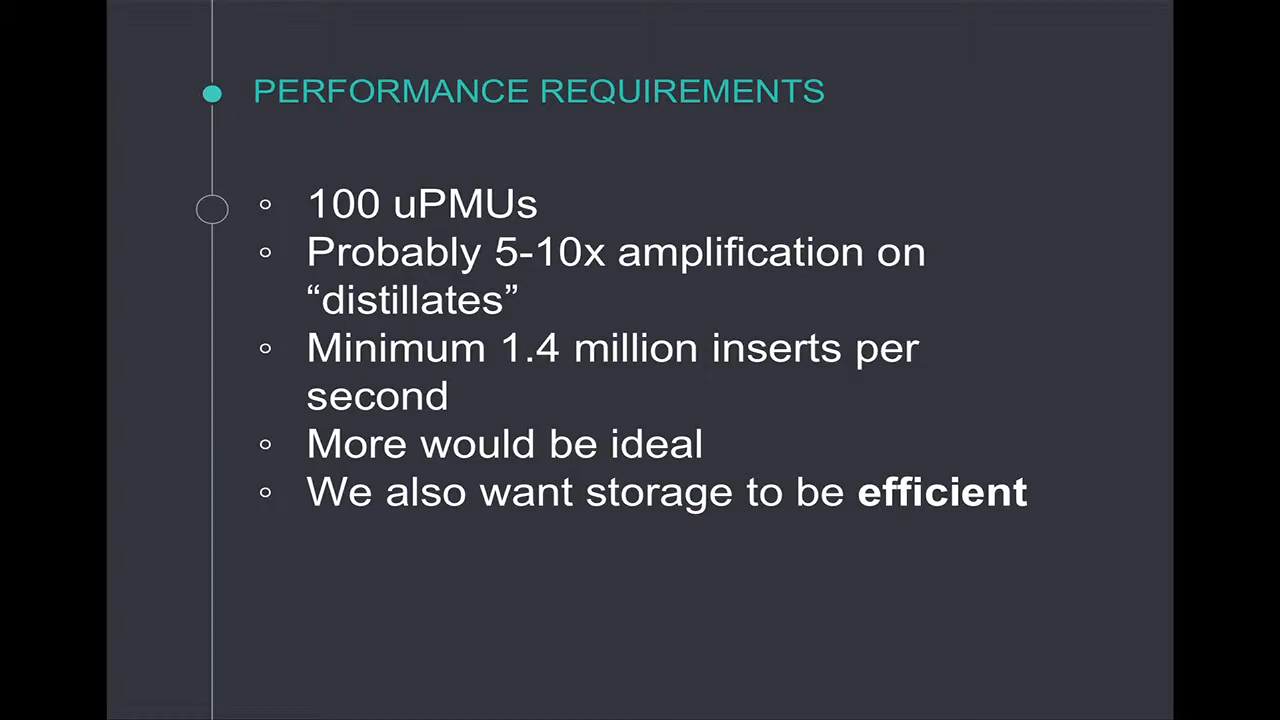 PERFORMANCE REQUIREMENTS
◦ 100 uPMUs
◦ Probably 5-10x amplification on
“distillates”
◦ Minimum 1.4 million inserts per
second
◦ More would be ideal
◦ We also want storage to be efficient